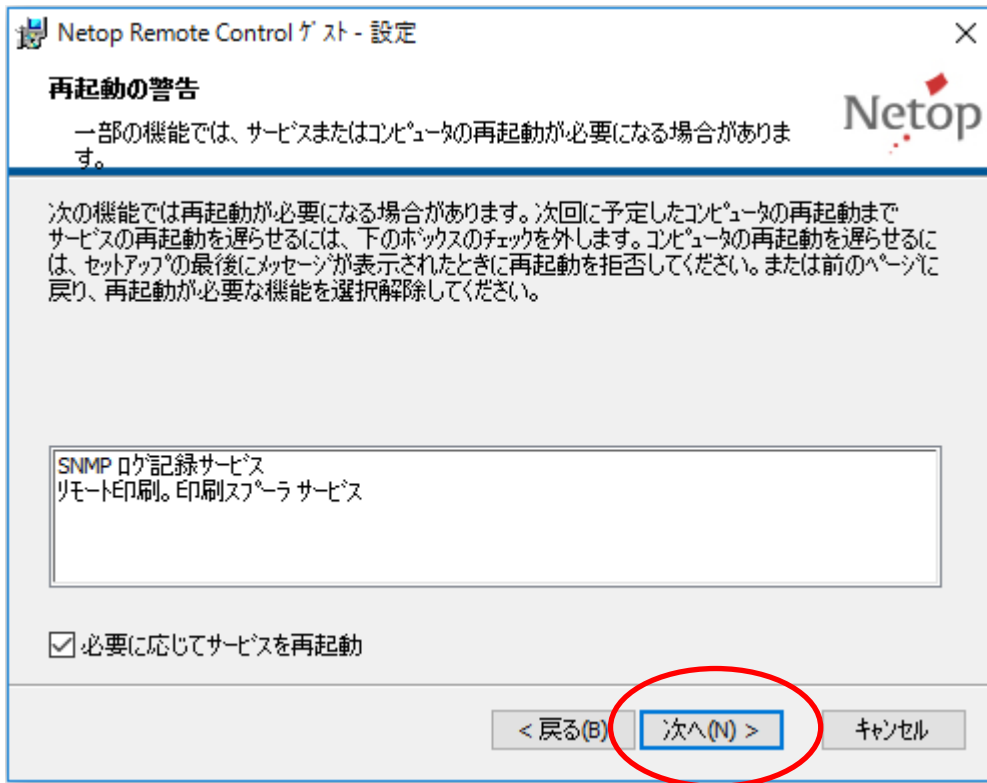 Netop Remote Control ゲスト - 設定
再起動の警告
一部の機能では、サービスまたはコンピュータの再起動が必要になる場合がありま
す。
Netop
次の機能では再起動が必要になる場合があります。次回に予定したコンピュータの再起動まで
サービスの再起動を遅らせるには、下のボックスのチェックを外します。コンピュータの再起動を遅らせるに
は、セットアップの最後にメッセージが表示されたときに再起動を拒否してください。または前のページに
戻り、再起動が必要な機能を選択解除してください。
SNMP ログ記録サービス
リモート印刷。印刷スプーラ サービス
必要に応じてサービスを再起動
< 戻る(B)
次へ(N) >
キャンセル